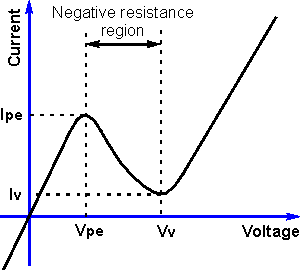 Negative resistance
region
Current
Ipe
Iv
Vpe
Vv
Voltage